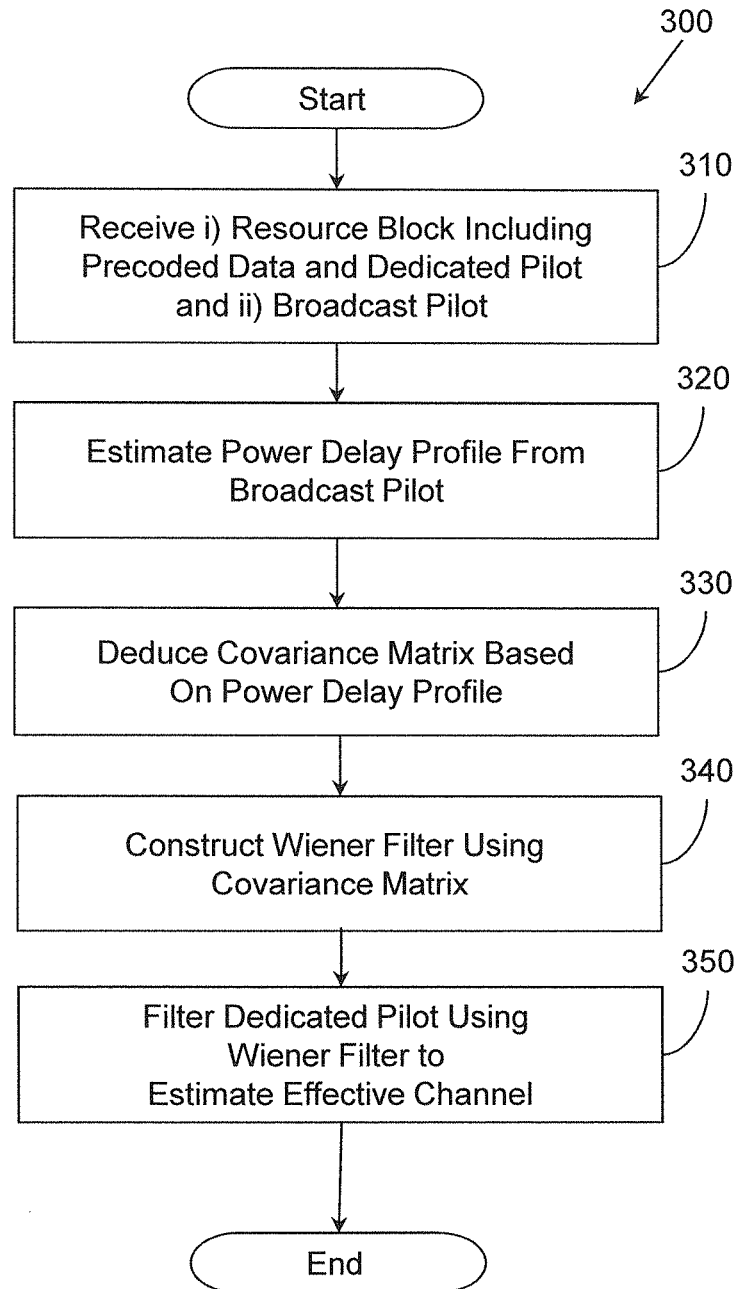 300
Start
310
Receive i) Resource Block Including
Precoded Data and Dedicated Pilot
and ii) Broadcast Pilot
320
Estimate Power Delay Profile From
Broadcast Pilot
330
Deduce Covariance Matrix Based
On Power Delay Profile
340
Construct Wiener Filter Using
Covariance Matrix
350
Filter Dedicated Pilot Using
Wiener Filter to
Estimate Effective Channel
End